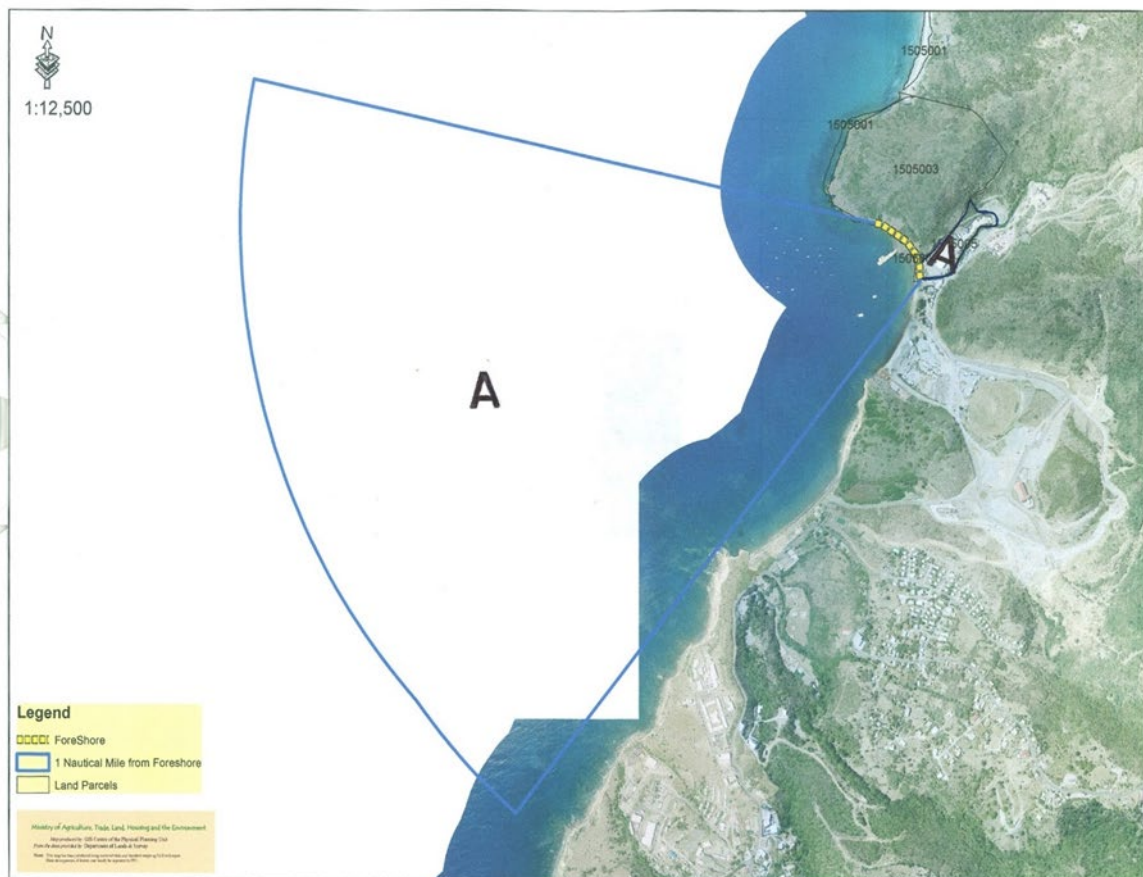 N
1:12,500
1505001
1505001
1505003
A
A
Legend
ForeShore
1 Nautical Mile from Foreshore
Land Parcels
Ministry of Agriculture, Trade, Land, Housing and the Environment